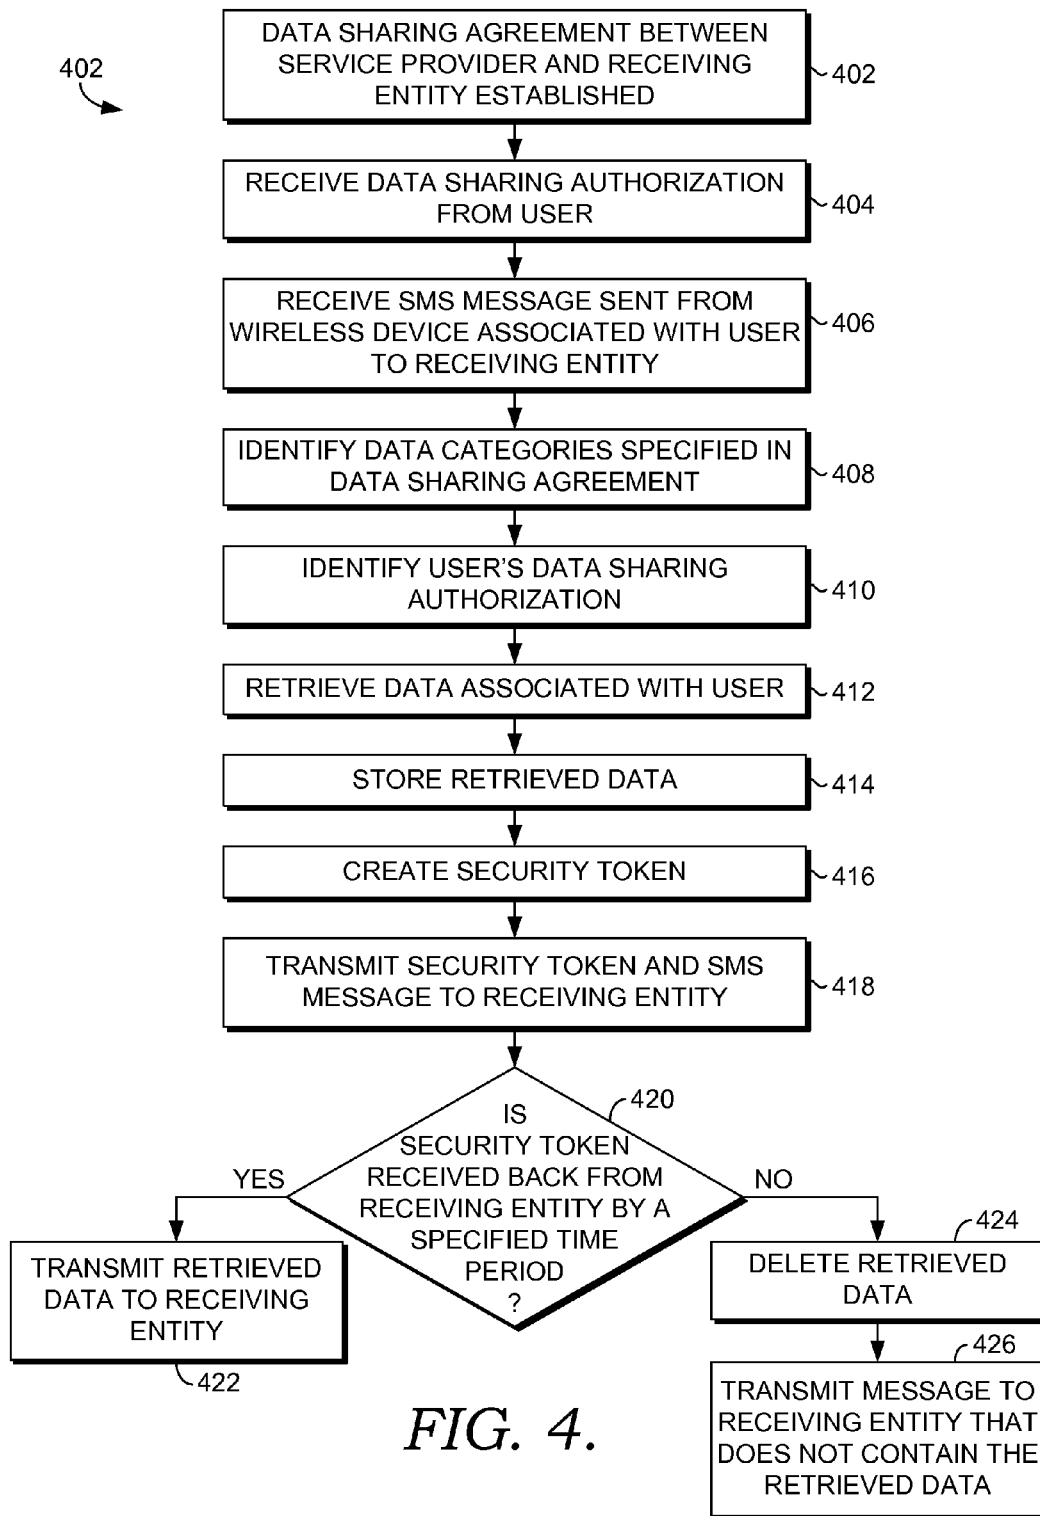 402
DATA SHARING AGREEMENT BETWEEN
SERVICE PROVIDER AND RECEIVING
ENTITY ESTABLISHED
402
RECEIVE DATA SHARING AUTHORIZATION
FROM USER
404
RECEIVE SMS MESSAGE SENT FROM
WIRELESS DEVICE ASSOCIATED WITH USER
TO RECEIVING ENTITY
406
IDENTIFY DATA CATEGORIES SPECIFIED IN
DATA SHARING AGREEMENT
408
IDENTIFY USER'S DATA SHARING
AUTHORIZATION
410
RETRIEVE DATA ASSOCIATED WITH USER
412
STORE RETRIEVED DATA
414
CREATE SECURITY TOKEN
416
TRANSMIT SECURITY TOKEN AND SMS
MESSAGE TO RECEIVING ENTITY
418
IS
SECURITY TOKEN
RECEIVED BACK FROM
RECEIVING ENTITY BY A
SPECIFIED TIME
PERIOD
?
420
YES
NO
TRANSMIT RETRIEVED
DATA TO RECEIVING
ENTITY
422
424
DELETE RETRIEVED
DATA
426
TRANSMIT MESSAGE TO
RECEIVING ENTITY THAT
DOES NOT CONTAIN THE
RETRIEVED DATA
FIG. 4.